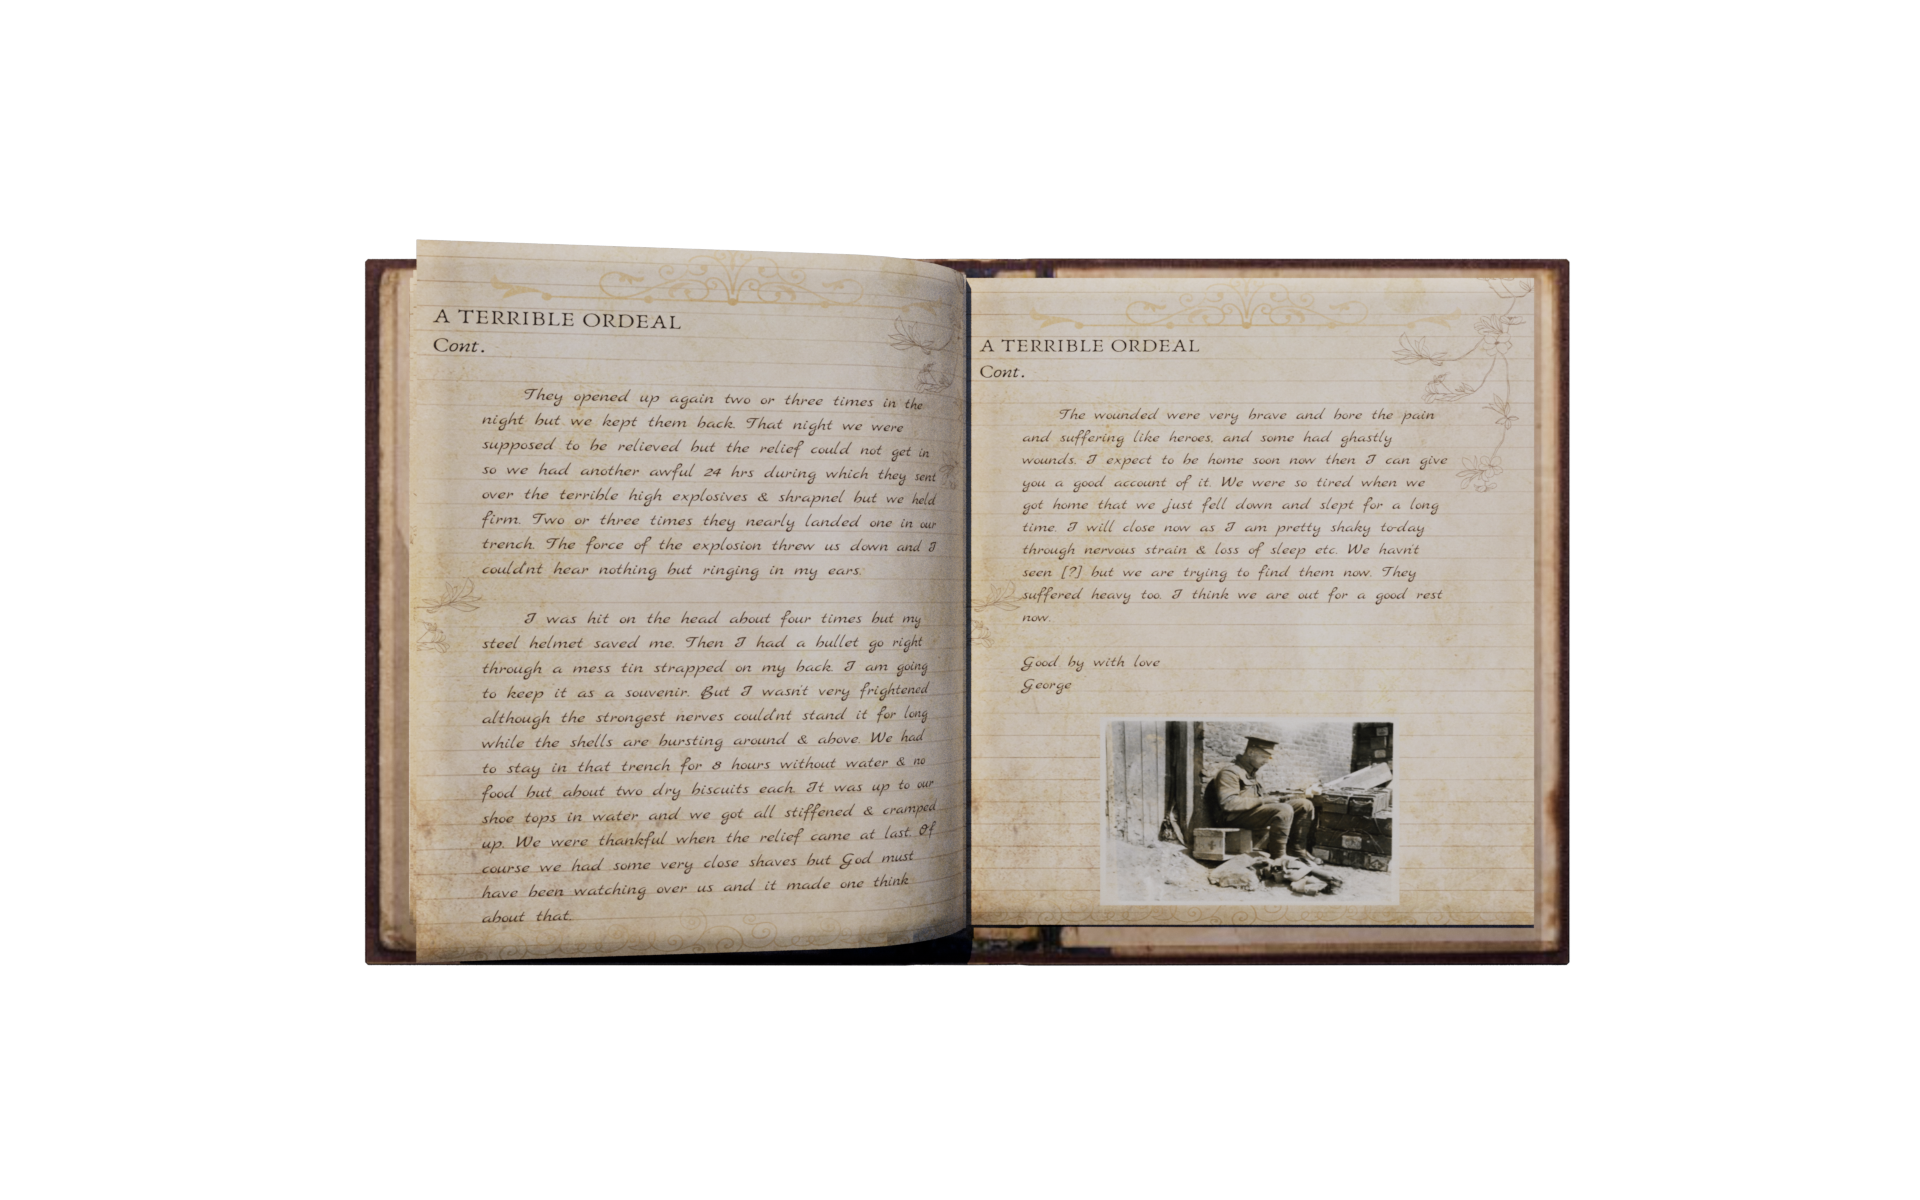 A TERRIBLE ORDEAL
Cont.
They opened up again two or three times in the
night but we kept them back. That night we were
supposed to be relieved but the relief could not get in
so we had another awful 24 hrs during which they sent
over the terrible high explosives & shrapnel but we held
firm. Two or three times they nearly landed one in our
trench. The force of the explosion threw us down and I
could'nt hear nothing but ringing in my ears.
I was hit on the head about four times but my
steel helmet saved me. Then I had a bullet go right
through a mess tin strapped on my back. I am going
to keep it as a souvenir. But I wasn't very frightened
although the strongest nerves could'nt stand it for long
while the shells are bursting around & above. We had
to stay in that trench for 8 hours without water & no
food but about two dry biscuits each. It was up to our
shoe tops in water and we got all stiffened & cramped
up. We were thankful when the relief came at last. Of
course we had some very close shaves but God must
have been watching over us and it made one think
about that.
A TERRIBLE ORDEAL
Cont.
The wounded were very brave and bore the pain
and suffering like heroes, and some had ghastly
wounds. I expect to be home soon now then I can give
you a good account of it. We were so tired when we
got home that we just fell down and slept for a long
time. I will close now as I am pretty shaky to-day
through nervous strain & loss of sleep etc. We hav'nt
seen [?] but we are trying to find them now. They
suffered heavy too. I think we are out for a good rest
now.
Good by with love
George